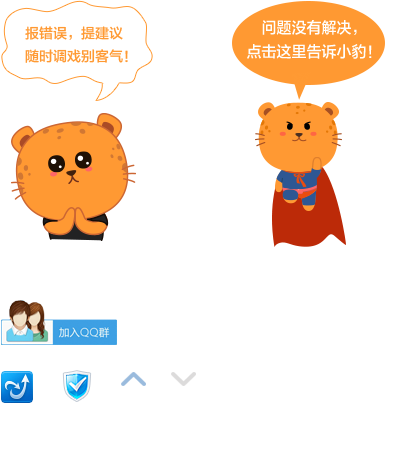 报错误，提建议
随时调戏别客气！
问题没有解决，
点击这里告诉小豹！
加入QQ群